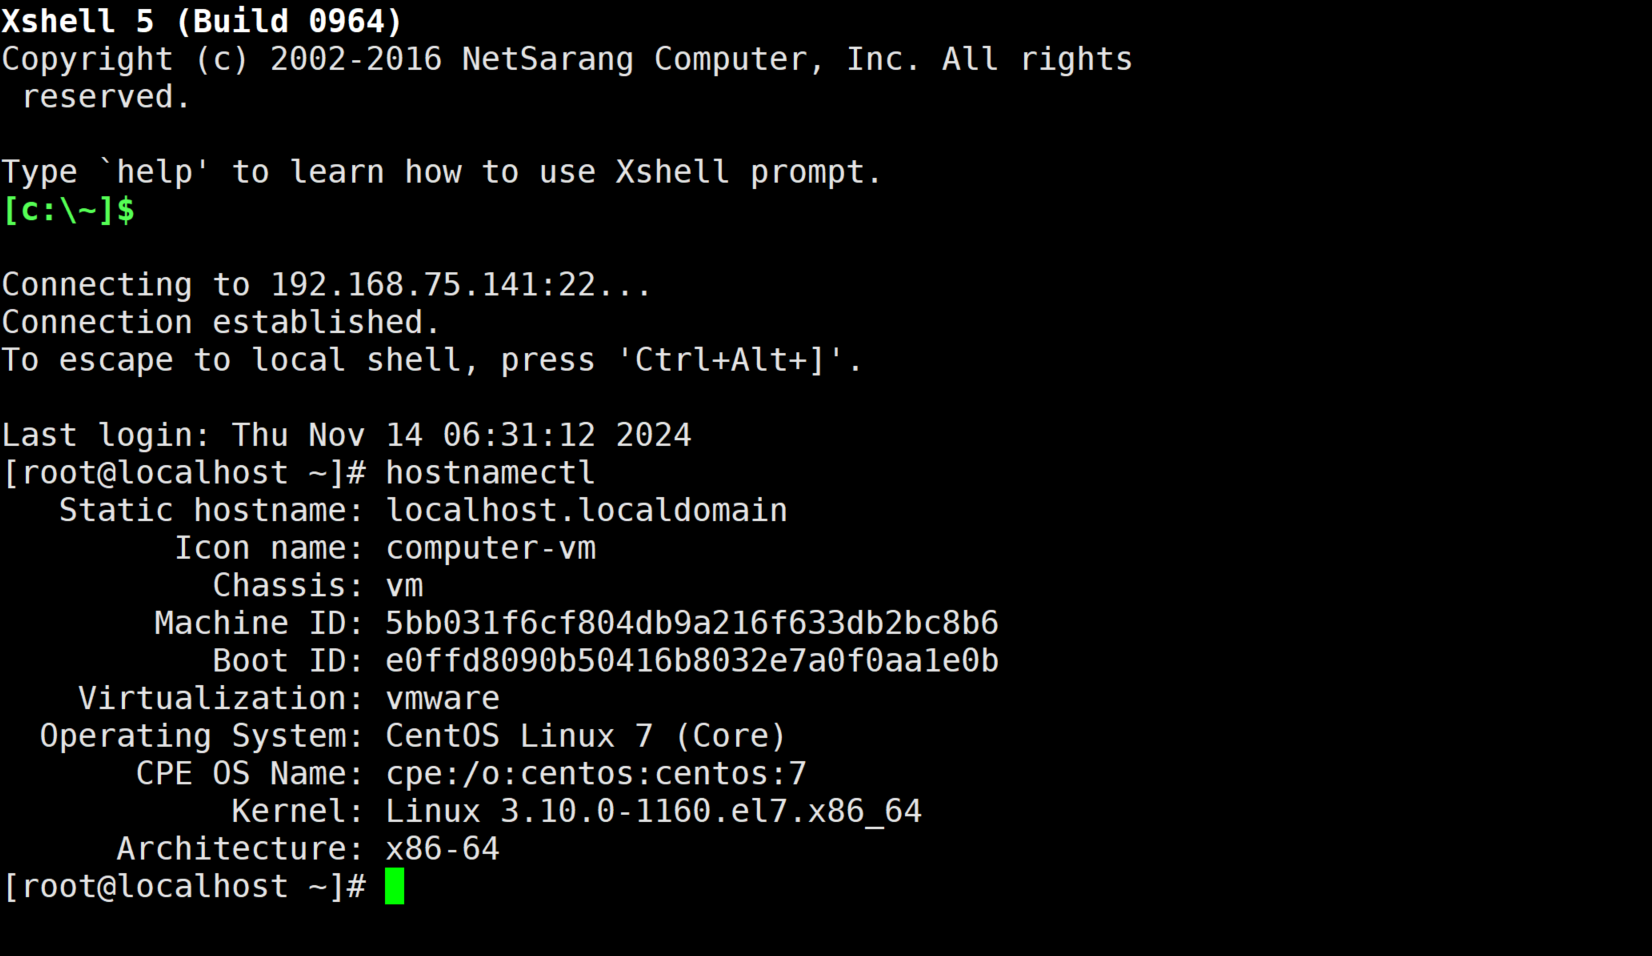 Xshell 5 (Build 0964)
Copyright (c) 2002-2016 NetSarang Computer, Inc. All rights
 reserved.
Type `help' to learn how to use Xshell prompt.
[c:\~]$
Connecting to 192.168.75.141:22...
Connection established.
To escape to local shell, press 'Ctrl+Alt+]'.
Last login: Thu Nov 14 06:31:12 2024
[root@localhost ~]# hostnamectl
   Static hostname: localhost.localdomain
         Icon name: computer-vm
           Chassis: vm
        Machine ID: 5bb031f6cf804db9a216f633db2bc8b6
           Boot ID: e0ffd8090b50416b8032e7a0f0aa1e0b
    Virtualization: vmware
  Operating System: CentOS Linux 7 (Core)
       CPE OS Name: cpe:/o:centos:centos:7
            Kernel: Linux 3.10.0-1160.el7.x86_64
      Architecture: x86-64
[root@localhost ~]#